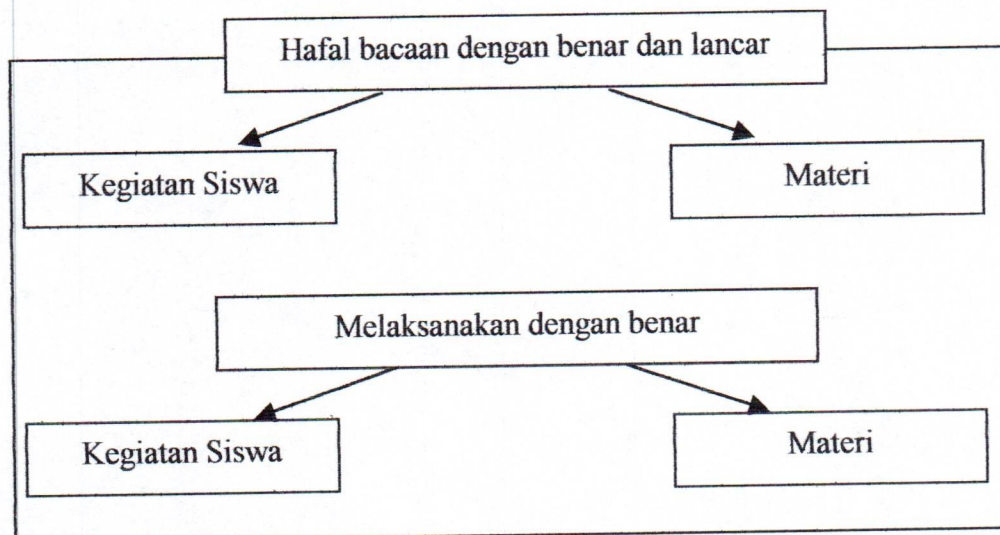 Hafal bacaan dengan benar dan lancar
Kegiatan Siswa
Materi
Melaksanakan dengan benar
Kegiatan Siswa
Materi